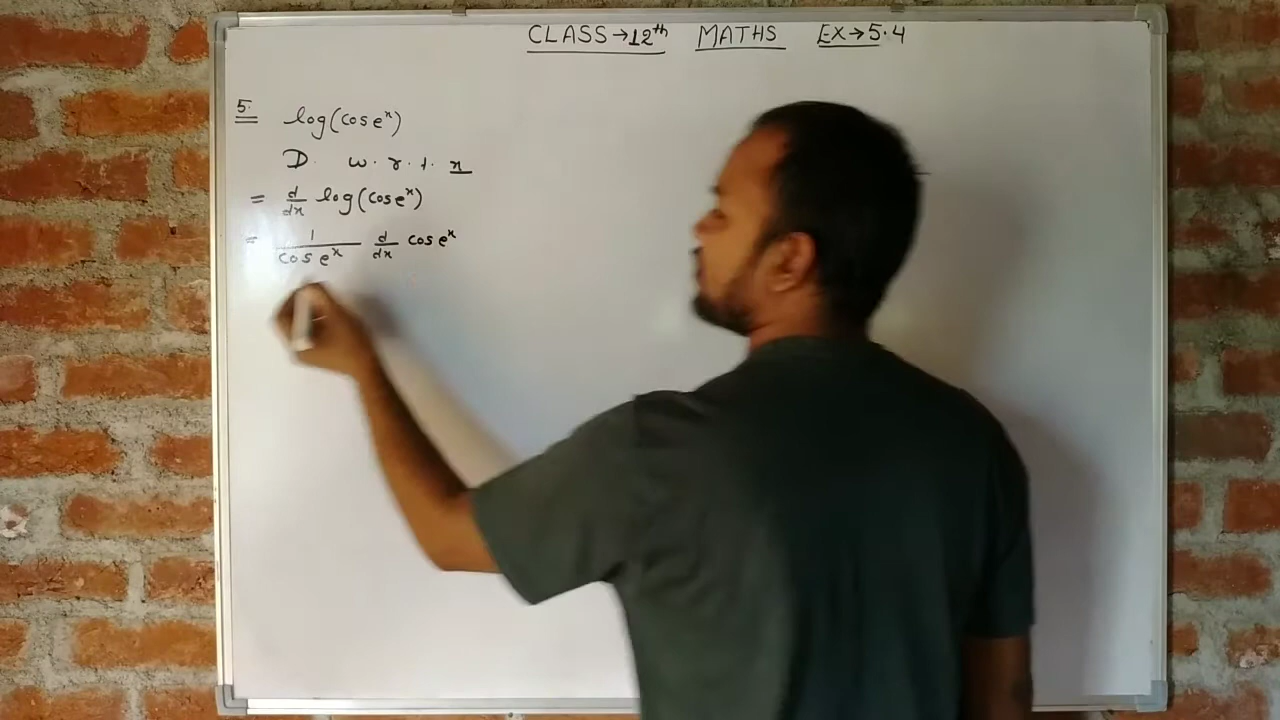 CLASS→12th MATHS EX→5.4
5. log(cos eˣ)
D. w.r.t. x
= d/dx log(cos eˣ)
= 1/cos eˣ d/dx cos eˣ